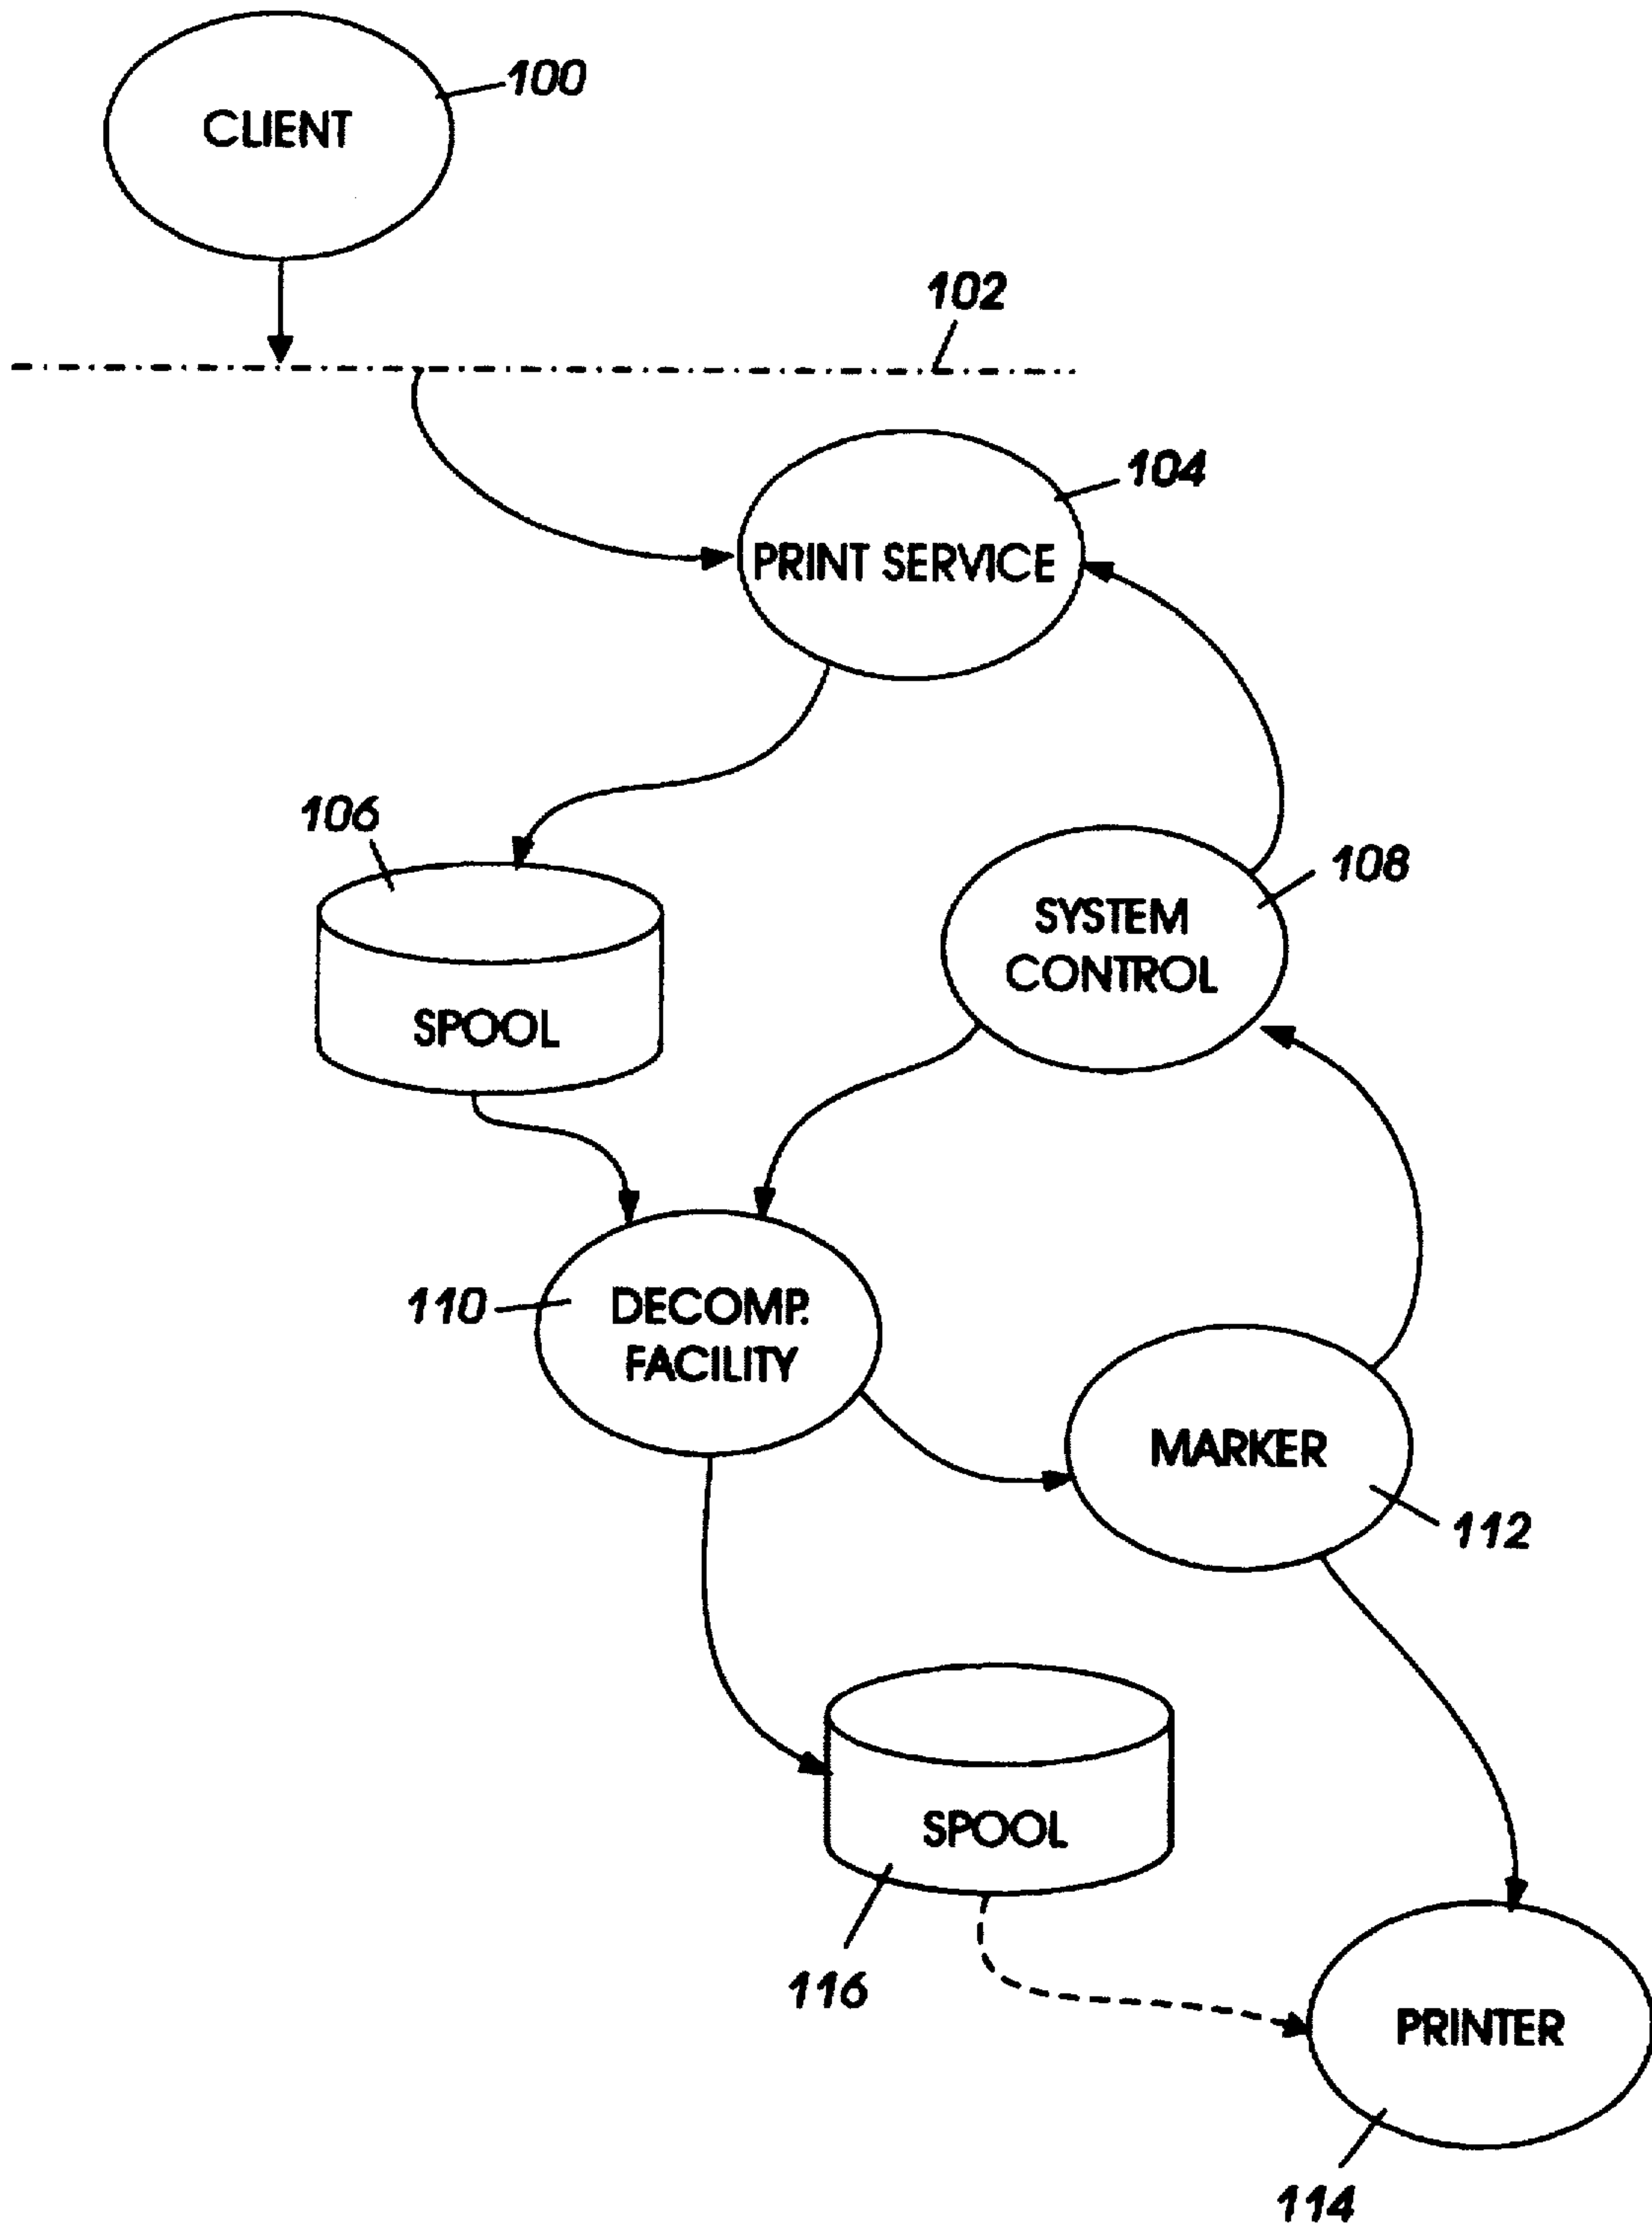 100
CLIENT
102
104
PRINT SERVICE
106
108
SYSTEM
CONTROL
SPOOL
110
DECOMP.
FACILITY
MARKER
112
SPOOL
116
PRINTER
114